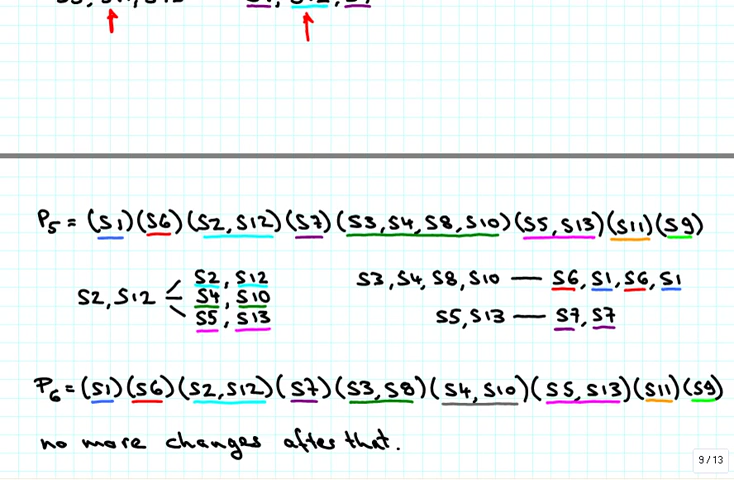 P5 = (S1)(S6)(S2,S12)(S7)(S3,S4,S8,S10)(S5,S13)(S11)(S9)
S2,S12
S2, S12
S4, S10
S5, S13
S3,S4,S8,S10 — S6, S1, S6, S1
S5,S13 — S7, S7
P6 = (S1)(S6)(S2,S12)(S7)(S3,S8)(S4,S10)(S5,S13)(S11)(S9)
no more changes after that.
9 / 13